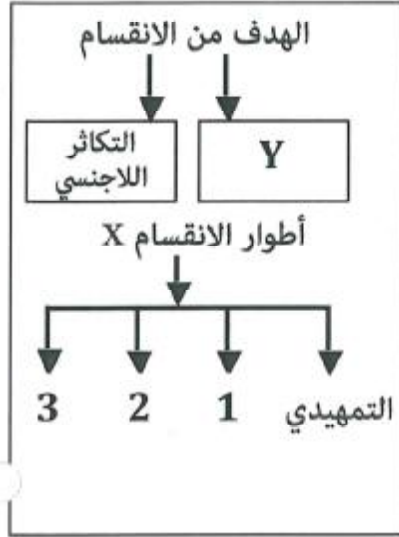 الهدف من الانقسام
Y
التكاثر
اللاجنسي
أطوار الانقسام X
التمهيدي 1 2 3